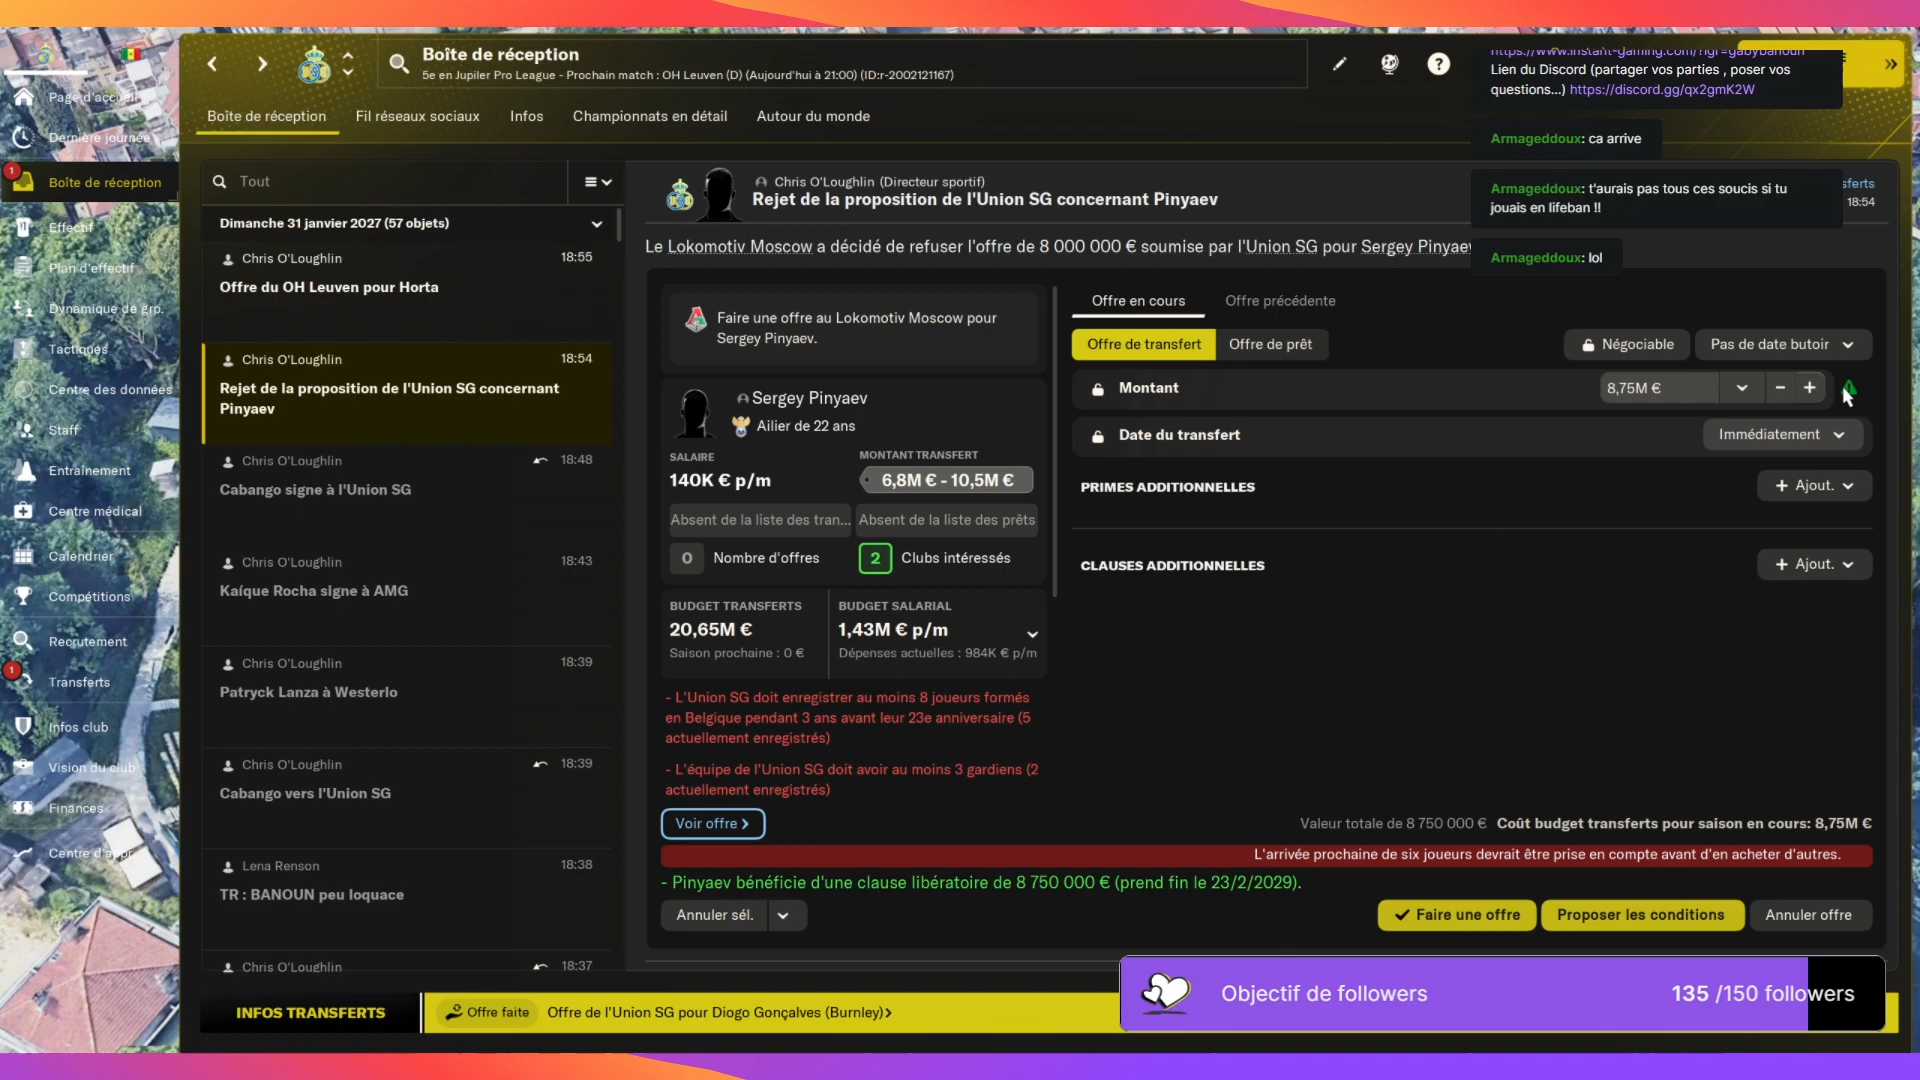 Boîte de réception
5e en Jupiler Pro League - Prochain match : OH Leuven (D) (Aujourd'hui à 21:00) (ID:r-2002121167)
Boîte de réception
Fil réseaux sociaux
Infos
Championnats en détail
Autour du monde
https://www.instant-gaming.com/?igr=gabybanoun
Lien du Discord (partager vos parties , poser vos
questions...) https://discord.gg/qx2gmK2W
Armageddoux: ca arrive
Armageddoux: t'aurais pas tous ces soucis si tu
jouais en lifeban !!
Armageddoux: lol
Page d'accueil
Dernière journée
1
Boîte de réception
Effectif
Plan d'effectif
Dynamique de grp.
Tactiques
Centre des données
Staff
Entraînement
Centre médical
Calendrier
Compétitions
Recrutement
1
Transferts
Infos club
Vision du club
Finances
Centre d'appr
Tout
Dimanche 31 janvier 2027 (57 objets)
Chris O'Loughlin 18:55
Offre du OH Leuven pour Horta
Chris O'Loughlin 18:54
Rejet de la proposition de l'Union SG concernant
Pinyaev
Chris O'Loughlin 18:48
Cabango signe à l'Union SG
Chris O'Loughlin 18:43
Kaíque Rocha signe à AMG
Chris O'Loughlin 18:39
Patryck Lanza à Westerlo
Chris O'Loughlin 18:39
Cabango vers l'Union SG
Lena Renson 18:38
TR : BANOUN peu loquace
Chris O'Loughlin 18:37
Chris O'Loughlin (Directeur sportif)
Rejet de la proposition de l'Union SG concernant Pinyaev
sferts
18:54
Le Lokomotiv Moscow a décidé de refuser l'offre de 8 000 000 € soumise par l'Union SG pour Sergey Pinyaev
Faire une offre au Lokomotiv Moscow pour
Sergey Pinyaev.
Sergey Pinyaev
Ailier de 22 ans
SALAIRE
140K € p/m
MONTANT TRANSFERT
6,8M € - 10,5M €
Absent de la liste des tran...
Absent de la liste des prêts
0 Nombre d'offres
2 Clubs intéressés
BUDGET TRANSFERTS
20,65M €
Saison prochaine : 0 €
BUDGET SALARIAL
1,43M € p/m
Dépenses actuelles : 984K € p/m
- L'Union SG doit enregistrer au moins 8 joueurs formés
en Belgique pendant 3 ans avant leur 23e anniversaire (5
actuellement enregistrés)
- L'équipe de l'Union SG doit avoir au moins 3 gardiens (2
actuellement enregistrés)
Voir offre
Offre en cours
Offre précédente
Offre de transfert
Offre de prêt
Négociable
Pas de date butoir
Montant
8,75M €
Date du transfert
Immédiatement
PRIMES ADDITIONNELLES
+ Ajout.
CLAUSES ADDITIONNELLES
+ Ajout.
Valeur totale de 8 750 000 € Coût budget transferts pour saison en cours: 8,75M €
L'arrivée prochaine de six joueurs devrait être prise en compte avant d'en acheter d'autres.
- Pinyaev bénéficie d'une clause libératoire de 8 750 000 € (prend fin le 23/2/2029).
Annuler sél.
Faire une offre
Proposer les conditions
Annuler offre
Objectif de followers
135 /150 followers
INFOS TRANSFERTS
Offre faite
Offre de l'Union SG pour Diogo Gonçalves (Burnley)